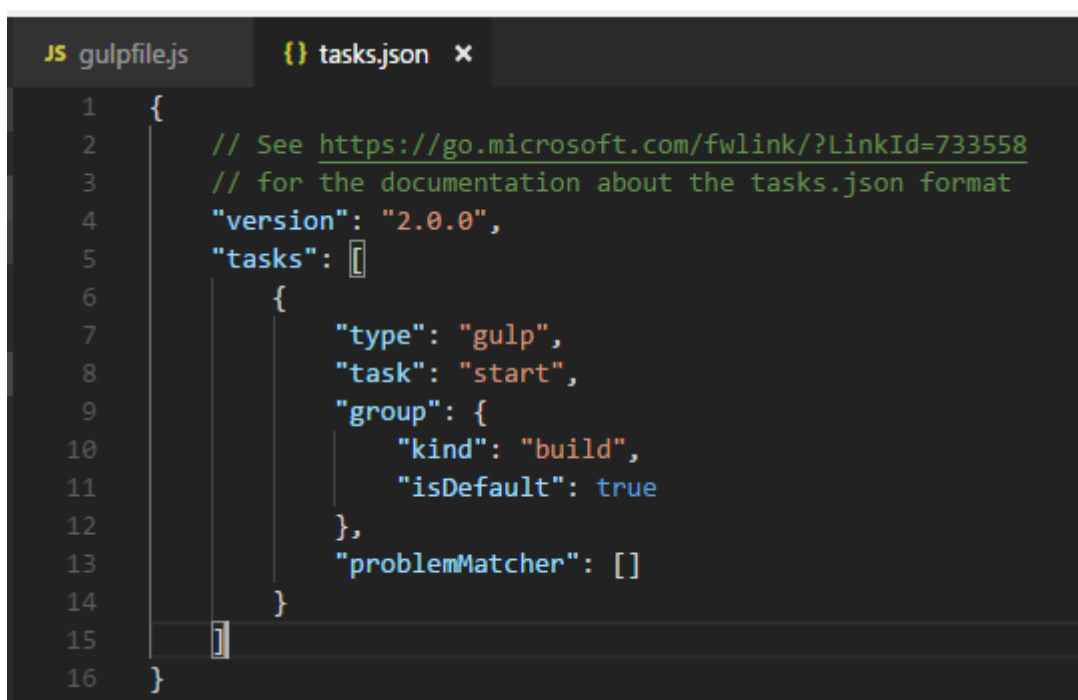 JS gulpfile.js {} tasks.json ×
1 {
2 // See https://go.microsoft.com/fwlink/?LinkId=733558
3 // for the documentation about the tasks.json format
4 "version": "2.0.0",
5 "tasks": [
6 {
7 "type": "gulp",
8 "task": "start",
9 "group": {
10 "kind": "build",
11 "isDefault": true
12 },
13 "problemMatcher": []
14 }
15 ]
16 }